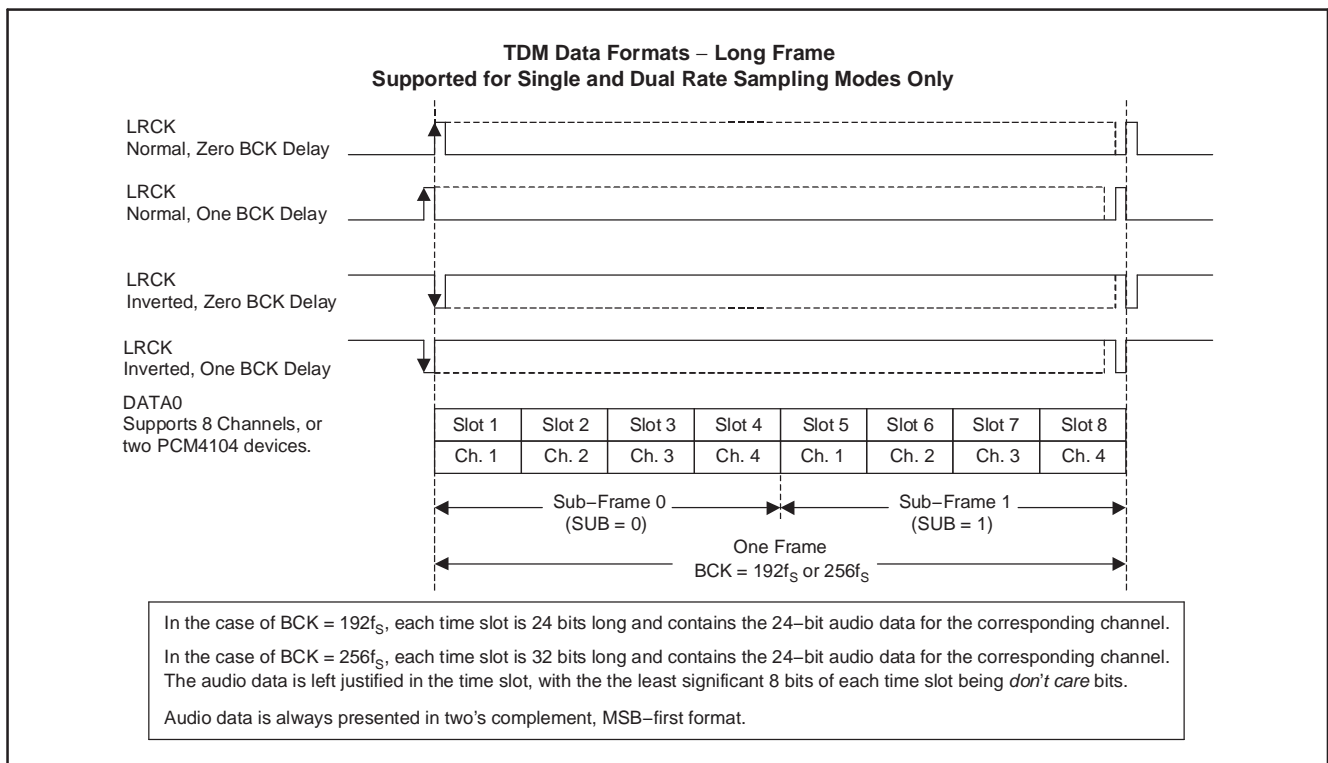 TDM Data Formats − Long Frame
Supported for Single and Dual Rate Sampling Modes Only
LRCK
Normal, Zero BCK Delay
LRCK
Normal, One BCK Delay
LRCK
Inverted, Zero BCK Delay
LRCK
Inverted, One BCK Delay
DATA0
Supports 8 Channels, or
two PCM4104 devices.
Slot 1 Slot 2 Slot 3 Slot 4 Slot 5 Slot 6 Slot 7 Slot 8
Ch. 1 Ch. 2 Ch. 3 Ch. 4 Ch. 1 Ch. 2 Ch. 3 Ch. 4
Sub−Frame 0 Sub−Frame 1
(SUB = 0) (SUB = 1)
One Frame
BCK = 192fS or 256fS
In the case of BCK = 192fS, each time slot is 24 bits long and contains the 24−bit audio data for the corresponding channel.
In the case of BCK = 256fS, each time slot is 32 bits long and contains the 24−bit audio data for the corresponding channel.
The audio data is left justified in the time slot, with the the least significant 8 bits of each time slot being don't care bits.
Audio data is always presented in two's complement, MSB−first format.